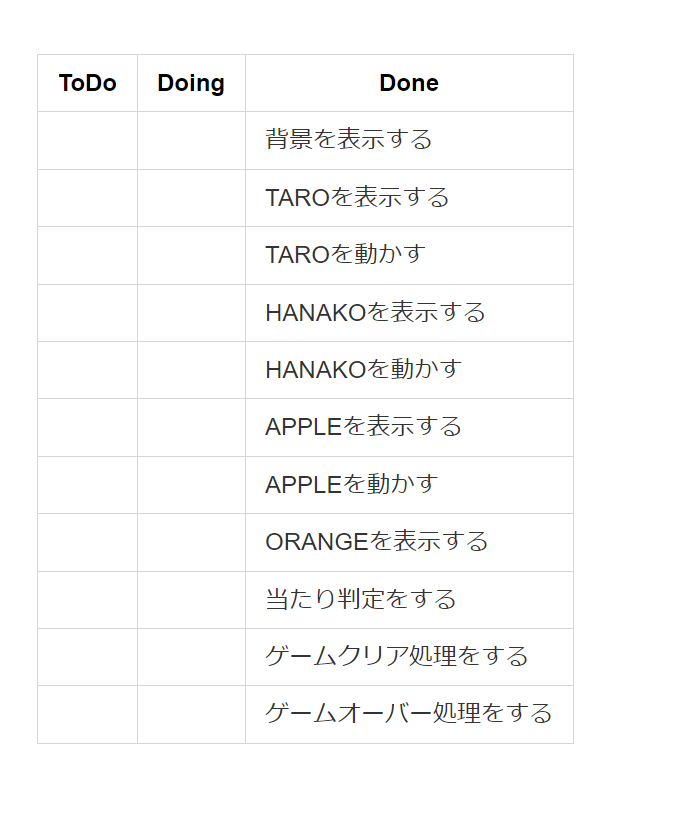 ToDo Doing Done
背景を表示する
TAROを表示する
TAROを動かす
HANAKOを表示する
HANAKOを動かす
APPLEを表示する
APPLEを動かす
ORANGEを表示する
当たり判定をする
ゲームクリア処理をする
ゲームオーバー処理をする